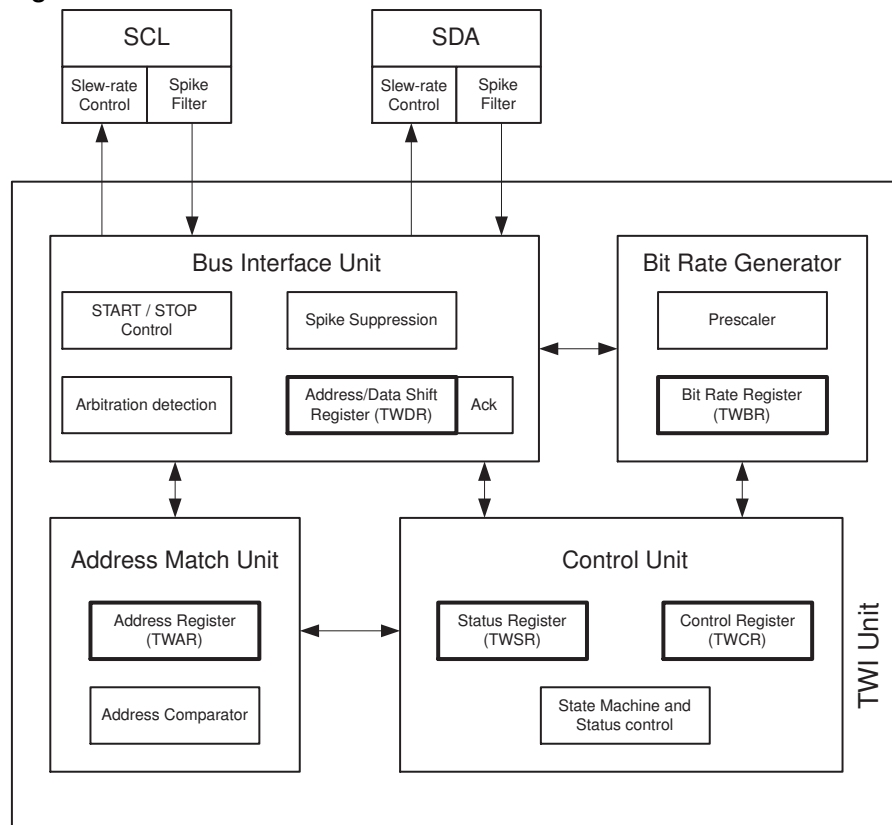 SCL
SDA
Slew-rate
Control
Spike
Filter
Slew-rate
Control
Spike
Filter
Bus Interface Unit
START / STOP
Control
Spike Suppression
Arbitration detection
Address/Data Shift
Register (TWDR)
Ack
Bit Rate Generator
Prescaler
Bit Rate Register
(TWBR)
Address Match Unit
Address Register
(TWAR)
Address Comparator
Control Unit
Status Register
(TWSR)
Control Register
(TWCR)
State Machine and
Status control
TWI Unit